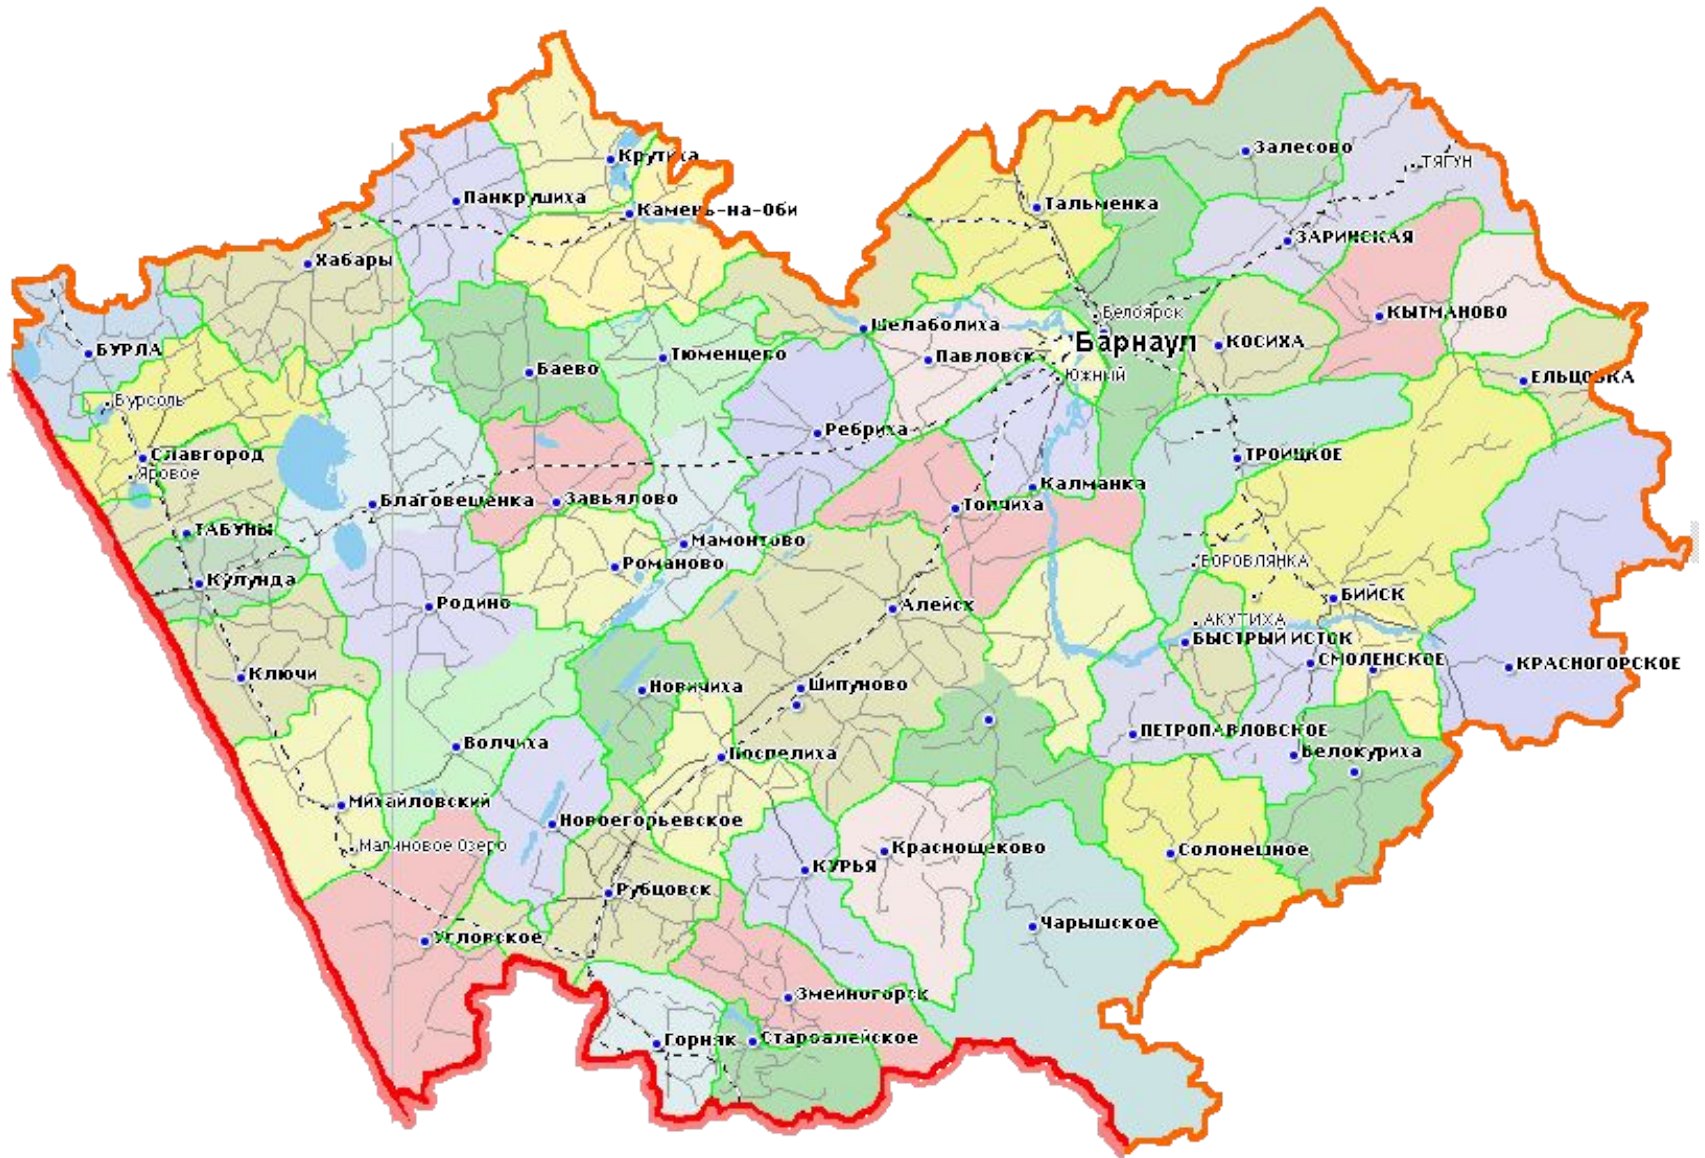 Крутиха
Залесово
ТЯГУН
Панкрушиха
Камень-на-Оби
Тальменка
ЗАРИНСКАЯ
Хабары
Белоярск
КЫТМАНОВО
Шелаболиха
БУРЛА
Тюменцево
Павловск
Барнаул
КОСИХА
Баево
Южный
ЕЛЬЦОВКА
Бурсоль
Ребриха
Славгород
Яровое
ТРОИЦКОЕ
Благовещенка
Завьялово
Калманка
Топчиха
ТАБУНЫ
Мамонтово
Романово
БОРОВЛЯНКА
Кулунда
Родино
Алейск
БИЙСК
АКУТИХА
БЫСТРЫЙ ИСТОК
СМОЛЕНСКОЕ
КРАСНОГОРСКОЕ
Ключи
Новичиха
Шипуново
ПЕТРОПАВЛОВСКОЕ
Волчиха
Поспелиха
Белокуриха
Михайловский
Новоегорьевское
Малиновое Озеро
Краснощеково
Солонешное
КУРЬЯ
Рубцовск
Угловское
Чарышское
Змеиногорск
Горняк
Староалейское